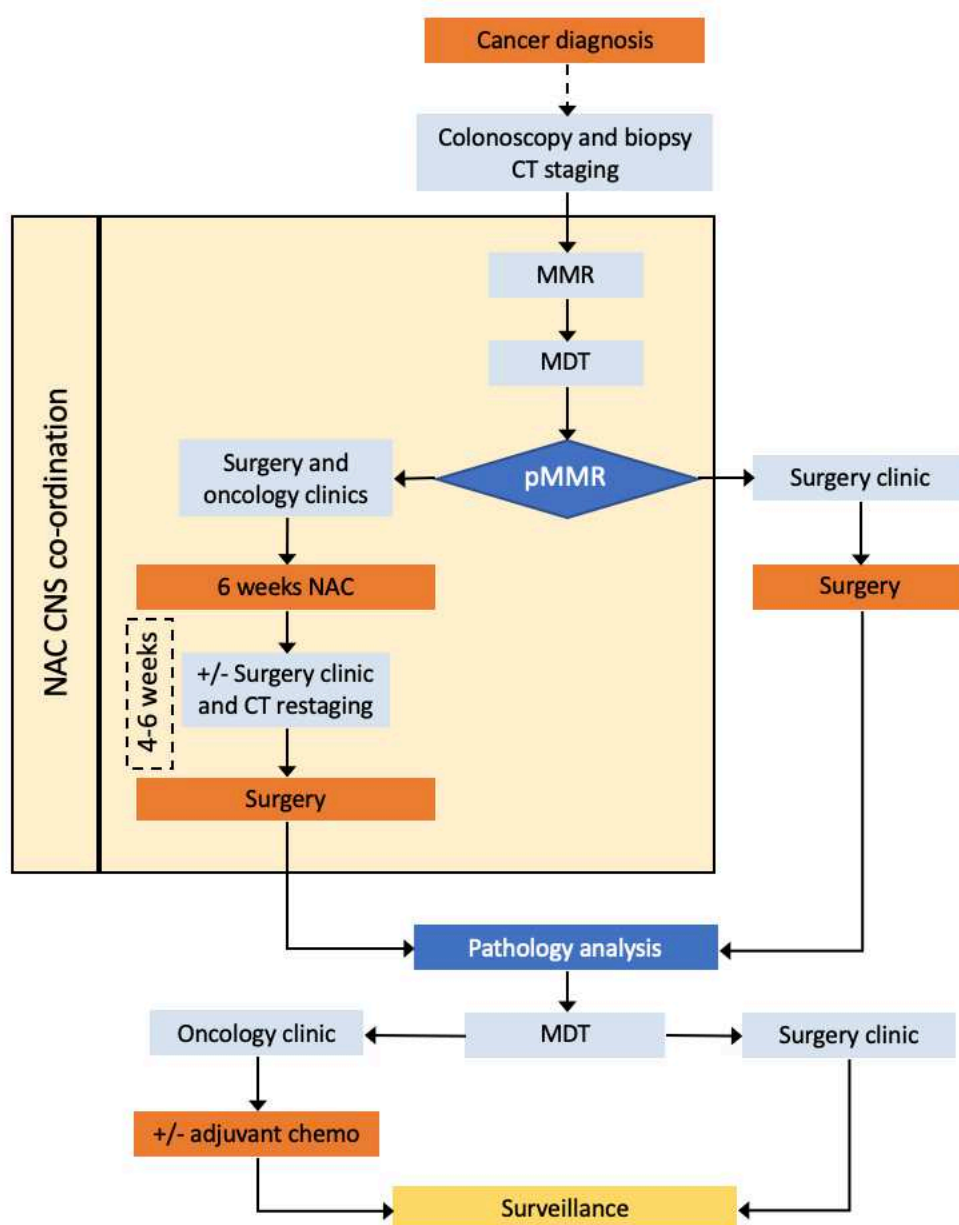 Cancer diagnosis
Colonoscopy and biopsy
CT staging
NAC CNS co-ordination
MMR
MDT
pMMR
Surgery and
oncology clinics
Surgery clinic
6 weeks NAC
Surgery
4-6 weeks
+/- Surgery clinic
and CT restaging
Surgery
Pathology analysis
Oncology clinic
MDT
Surgery clinic
+/- adjuvant chemo
Surveillance